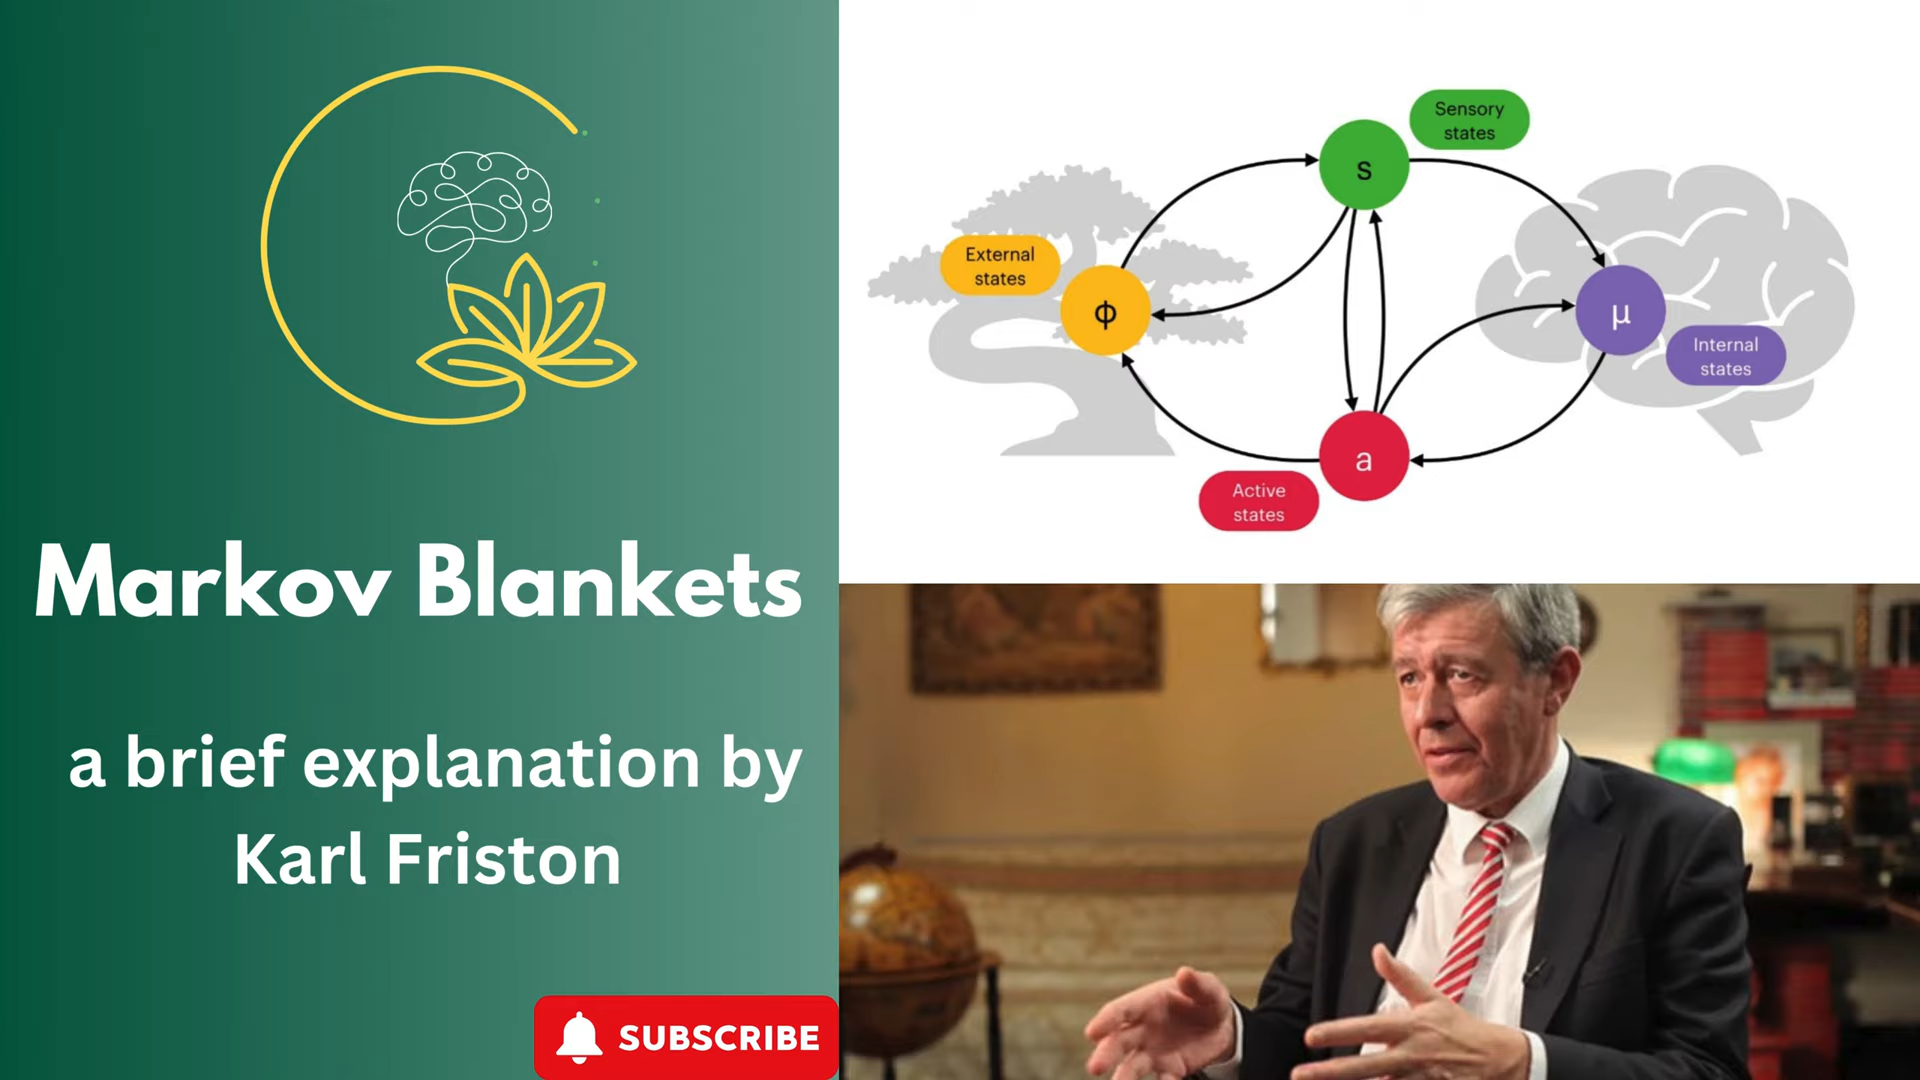 Markov Blankets
a brief explanation by
Karl Friston
SUBSCRIBE
Sensory
states
s
External
states
ϕ
μ
Internal
states
a
Active
states